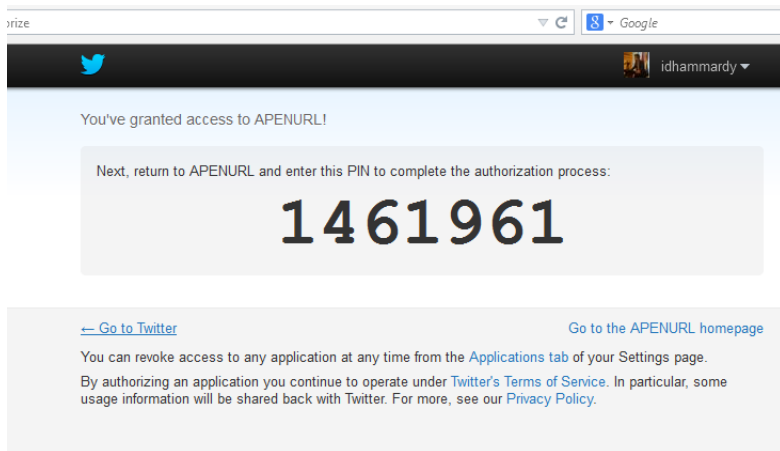 orize
Google
idhammardy
You've granted access to APENURL!
Next, return to APENURL and enter this PIN to complete the authorization process:
1461961
← Go to Twitter
Go to the APENURL homepage
You can revoke access to any application at any time from the Applications tab of your Settings page.
By authorizing an application you continue to operate under Twitter's Terms of Service. In particular, some
usage information will be shared back with Twitter. For more, see our Privacy Policy.